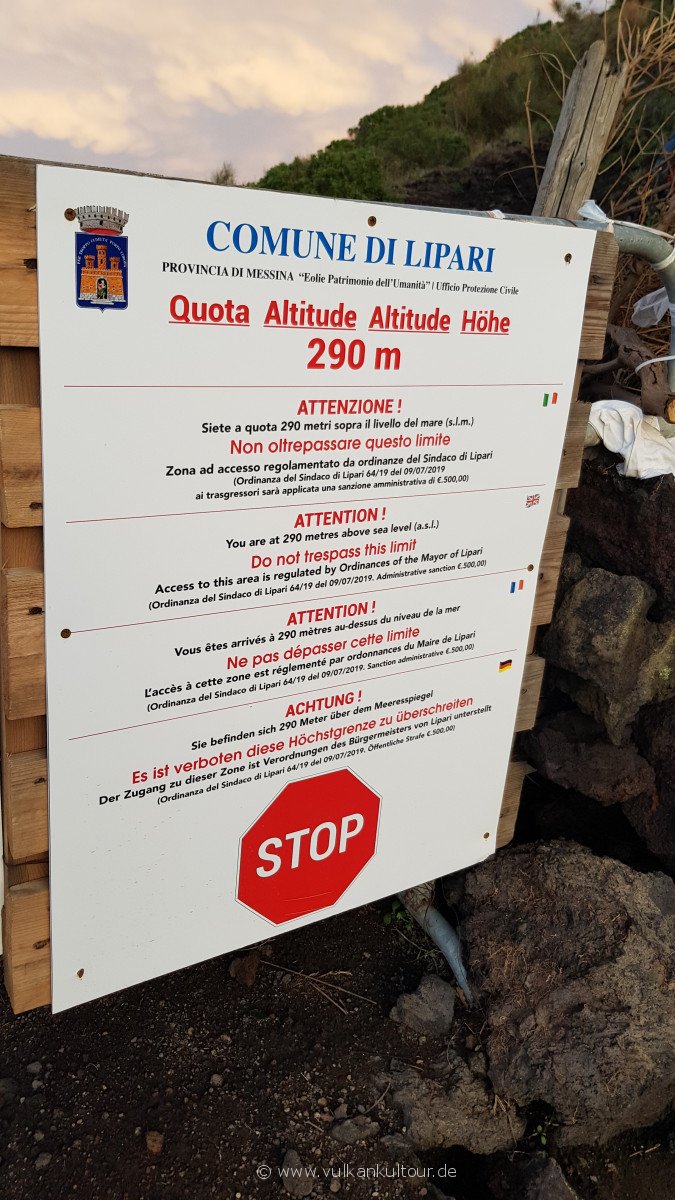 COMUNE DI LIPARI
PROVINCIA DI MESSINA "Eolie Patrimonio dell'Umanità" / Ufficio Protezione Civile
Quota Altitude Altitude Höhe
290 m
ATTENZIONE !
Siete a quota 290 metri sopra il livello del mare (s.l.m.)
Non oltrepassare questo limite
Zona ad accesso regolamentato da ordinanze del Sindaco di Lipari
(Ordinanza del Sindaco di Lipari 64/19 del 09/07/2019
ai trasgressori sarà applicata una sanzione amministrativa di €.500,00)
ATTENTION !
You are at 290 metres above sea level (a.s.l.)
Do not trespass this limit
Access to this area is regulated by Ordinances of the Mayor of Lipari
(Ordinanza del Sindaco di Lipari 64/19 del 09/07/2019. Administrative sanction €.500,00)
ATTENTION !
Vous êtes arrivés à 290 mètres au-dessus du niveau de la mer
Ne pas dépasser cette limite
L'accès à cette zone est réglementé par ordonnances du Maire de Lipari
(Ordinanza del Sindaco di Lipari 64/19 del 09/07/2019. Sanction administrative €.500,00)
ACHTUNG !
Sie befinden sich 290 Meter über dem Meeresspiegel
Es ist verboten diese Höchstgrenze zu überschreiten
Der Zugang zu dieser Zone ist Verordnungen des Bürgermeisters von Lipari unterstellt
(Ordinanza del Sindaco di Lipari 64/19 del 09/07/2019. Öffentliche Strafe €.500,00)
STOP
© www.vulkankultour.de